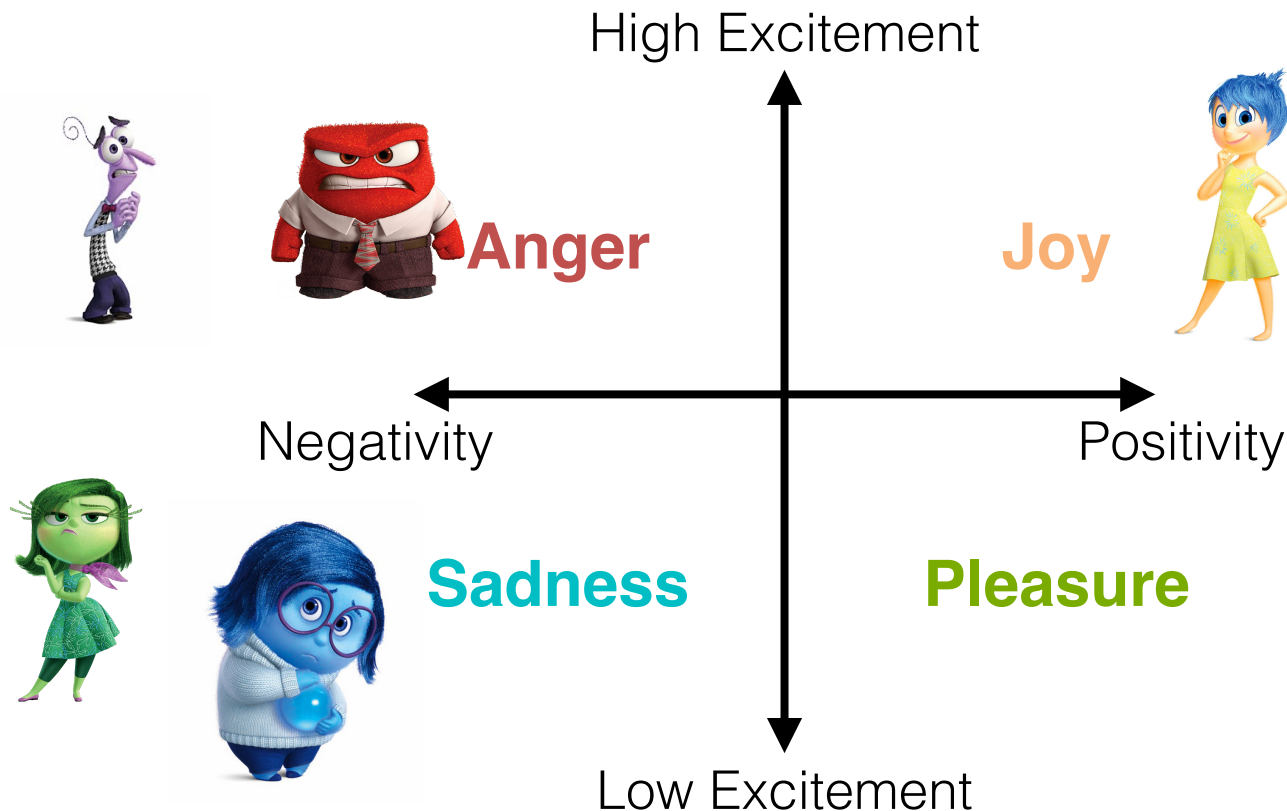 High Excitement
Anger
Joy
Negativity
Positivity
Sadness
Pleasure
Low Excitement